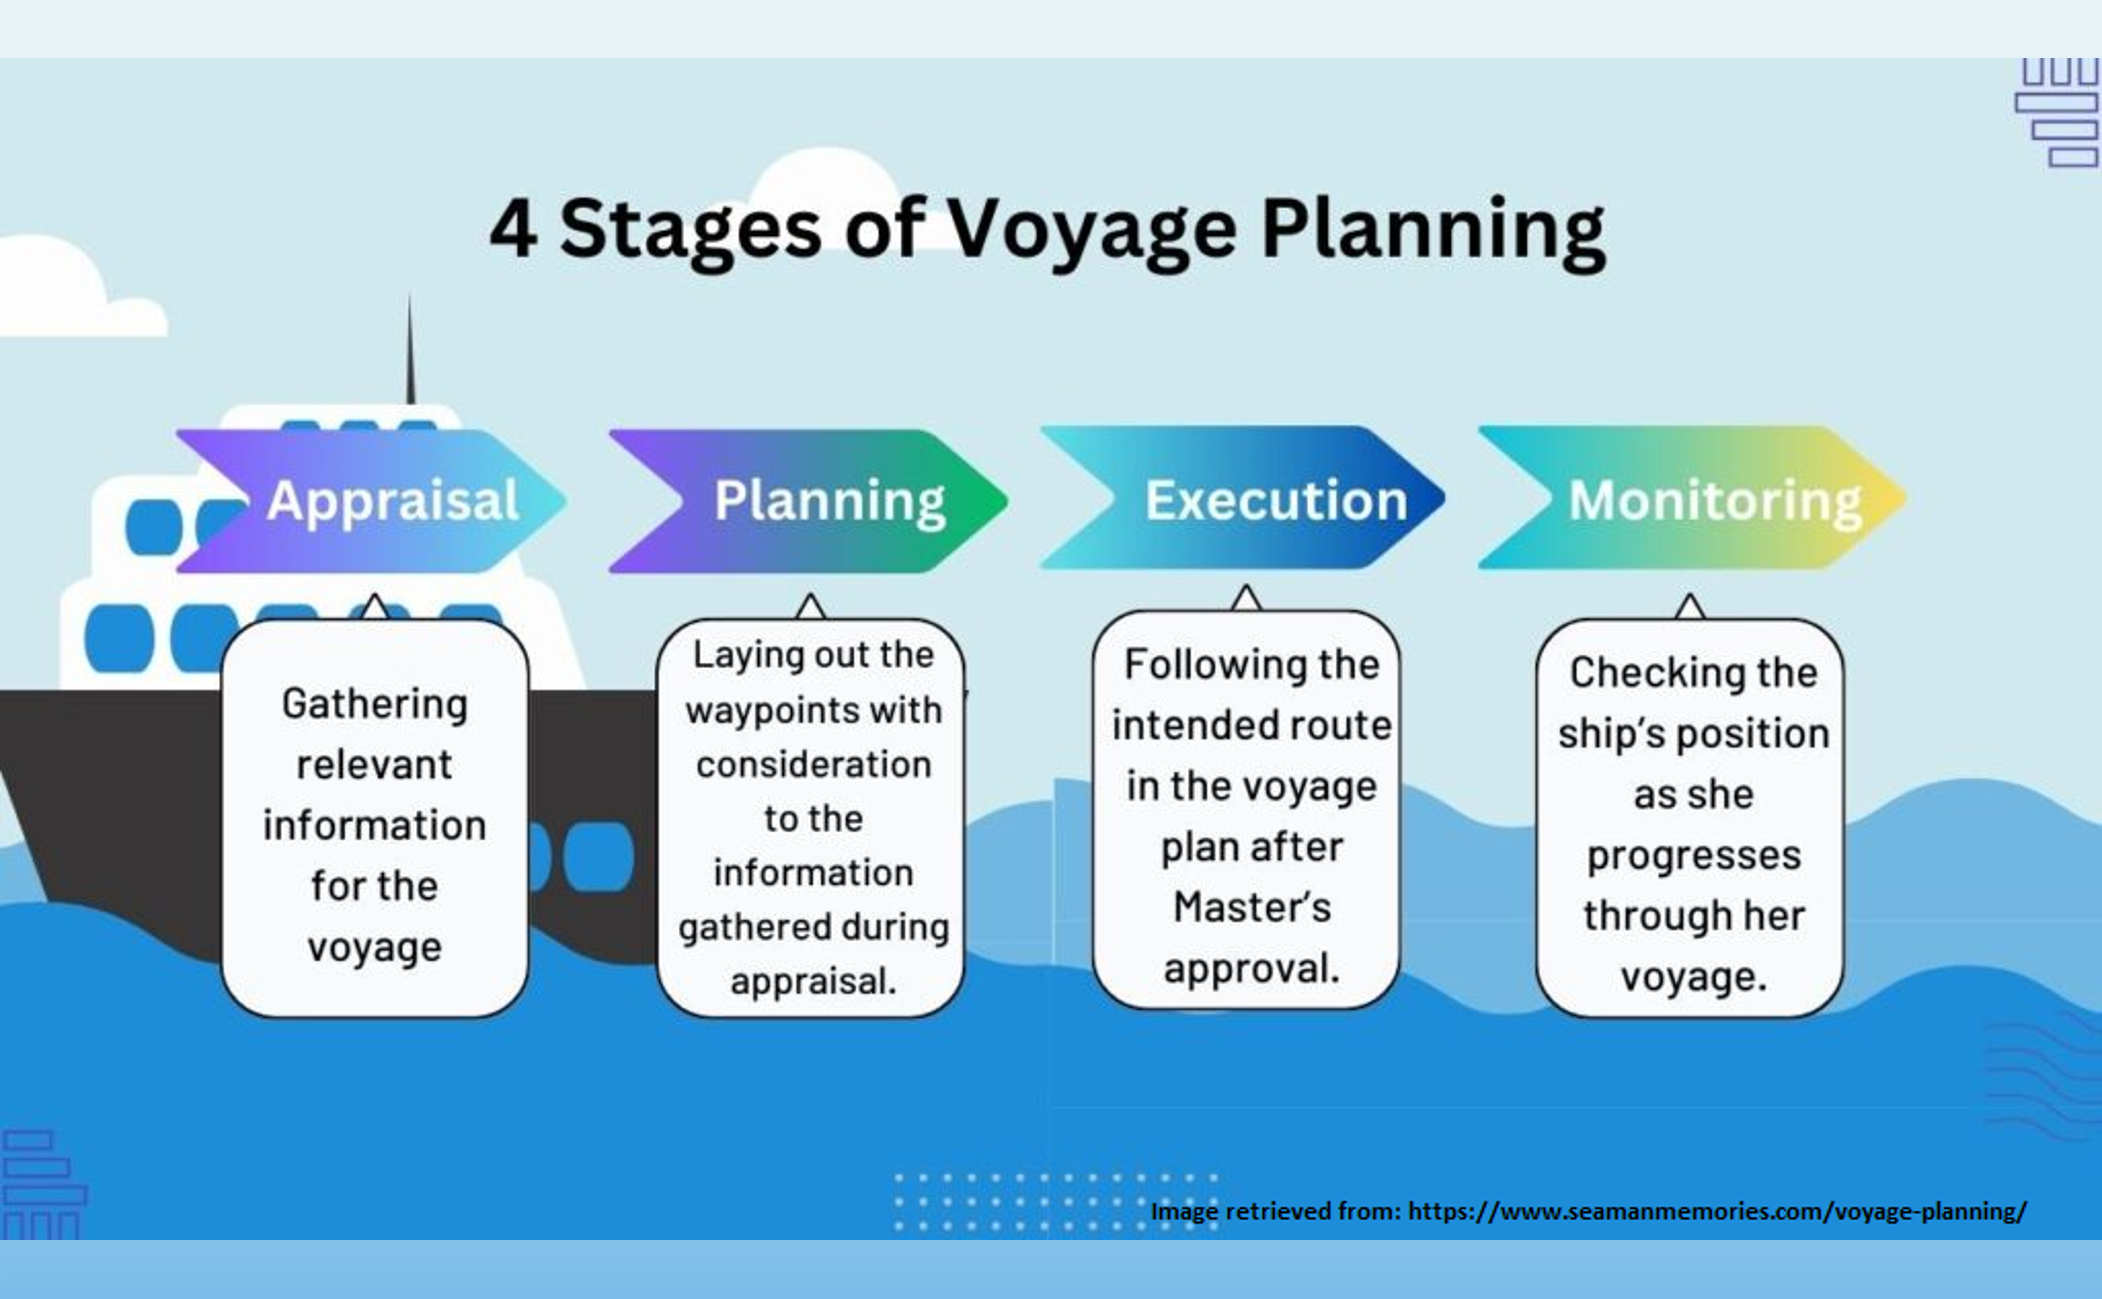 4 Stages of Voyage Planning
Appraisal
Planning
Execution
Monitoring
Gathering
relevant
information
for the
voyage
Laying out the
waypoints with
consideration
to the
information
gathered during
appraisal.
Following the
intended route
in the voyage
plan after
Master's
approval.
Checking the
ship's position
as she
progresses
through her
voyage.
Image retrieved from: https://www.seamanmemories.com/voyage-planning/